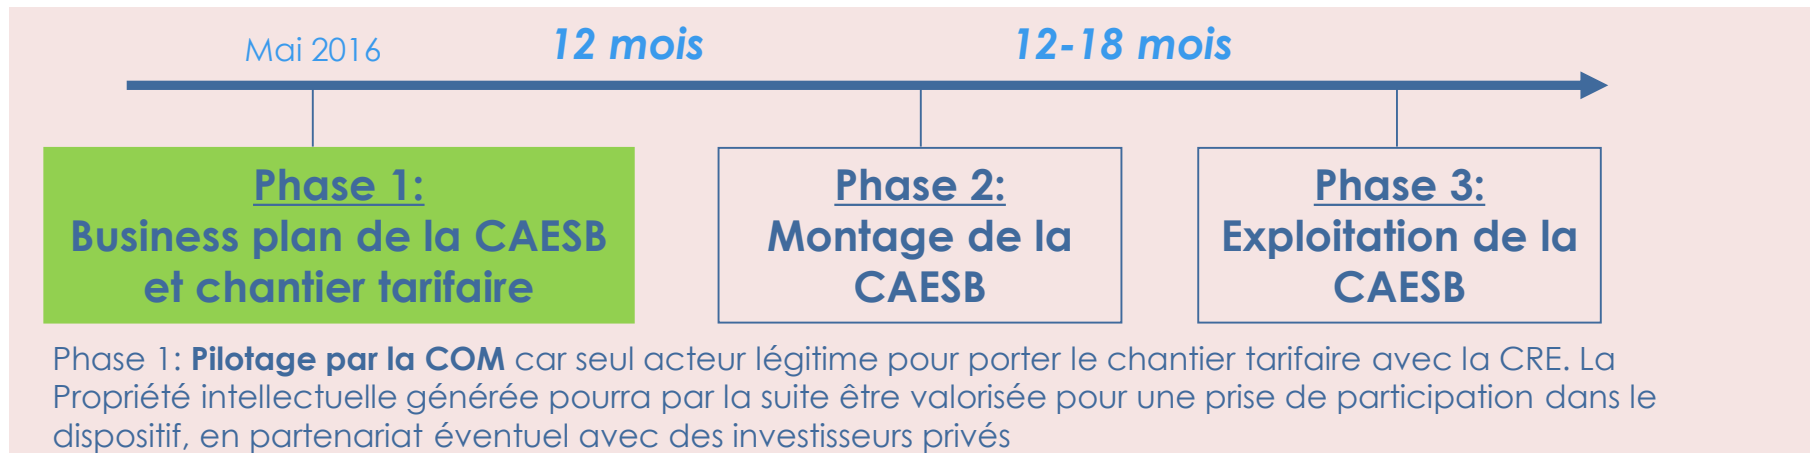 Mai 2016
12 mois
12-18 mois
Phase 1:
Business plan de la CAESB
et chantier tarifaire
Phase 2:
Montage de la
CAESB
Phase 3:
Exploitation de la
CAESB
Phase 1: Pilotage par la COM car seul acteur légitime pour porter le chantier tarifaire avec la CRE. La
Propriété intellectuelle générée pourra par la suite être valorisée pour une prise de participation dans le
dispositif, en partenariat éventuel avec des investisseurs privés